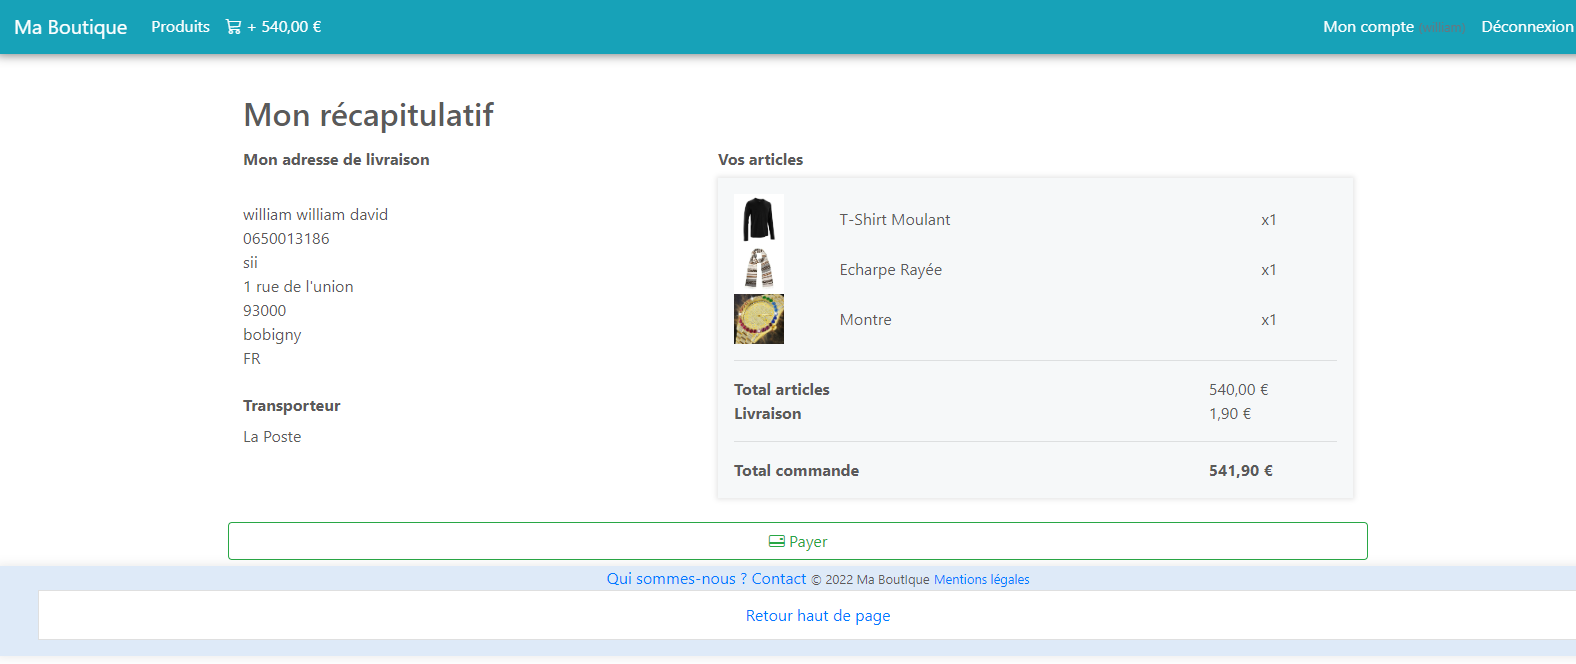 Ma Boutique Produits + 540,00 € Mon compte william Déconnexion
Mon récapitulatif
Mon adresse de livraison
william william david
0650013186
sii
1 rue de l'union
93000
bobigny
FR
Transporteur
La Poste
Vos articles
T-Shirt Moulant x1
Echarpe Rayée x1
Montre x1
Total articles 540,00 €
Livraison 1,90 €
Total commande 541,90 €
Payer
Qui sommes-nous ? Contact © 2022 Ma Boutique Mentions légales
Retour haut de page